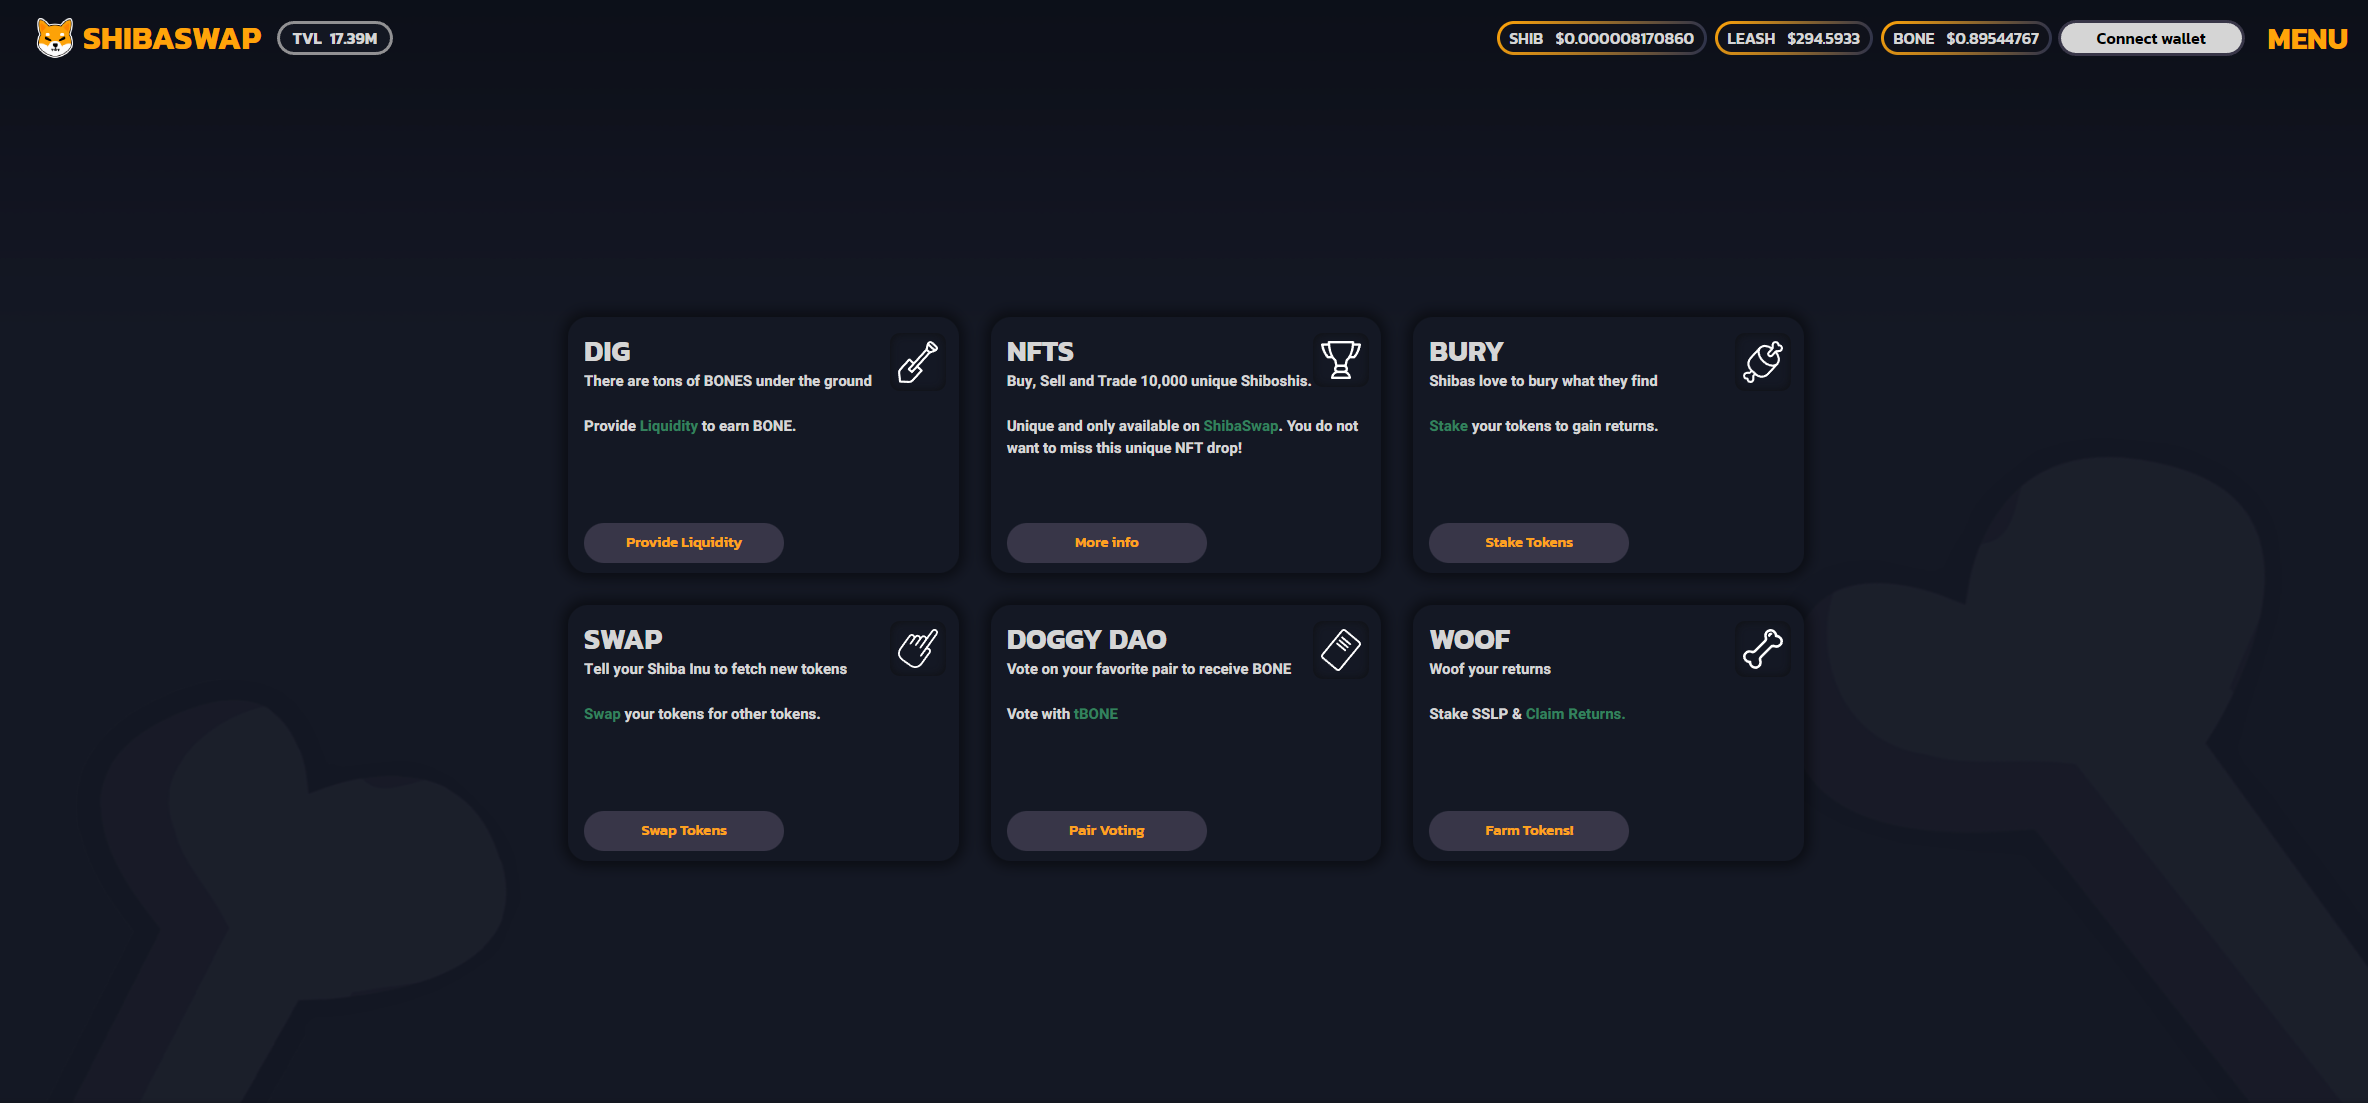 SHIBASWAP
TVL 17.39M
SHIB $0.000008170860
LEASH $294.5933
BONE $0.89544767
Connect wallet
MENU
DIG
There are tons of BONES under the ground
Provide Liquidity to earn BONE.
Provide Liquidity
NFTS
Buy, Sell and Trade 10,000 unique Shiboshis.
Unique and only available on ShibaSwap. You do not
want to miss this unique NFT drop!
More info
BURY
Shibas love to bury what they find
Stake your tokens to gain returns.
Stake Tokens
SWAP
Tell your Shiba Inu to fetch new tokens
Swap your tokens for other tokens.
Swap Tokens
DOGGY DAO
Vote on your favorite pair to receive BONE
Vote with tBONE
Pair Voting
WOOF
Woof your returns
Stake SSLP & Claim Returns.
Farm Tokens!